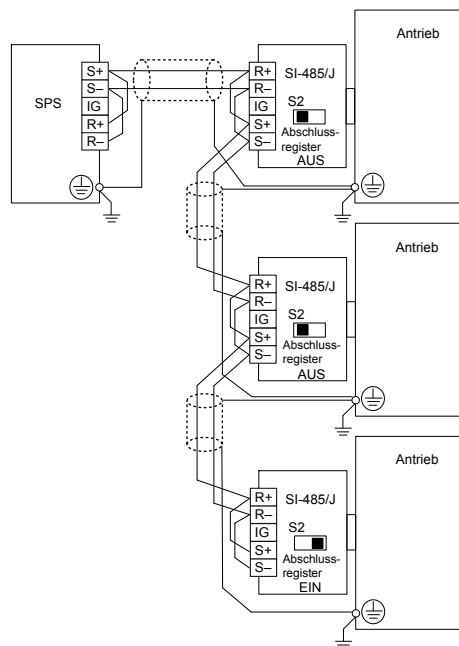 Antrieb
SPS
S+
S–
IG
R+
R–
R+
R–
IG
S+
S–
SI-485/J
S2
Abschluss-
register
AUS
Antrieb
R+
R–
IG
S+
S–
SI-485/J
S2
Abschluss-
register
AUS
Antrieb
R+
R–
IG
S+
S–
SI-485/J
S2
Abschluss-
register
EIN